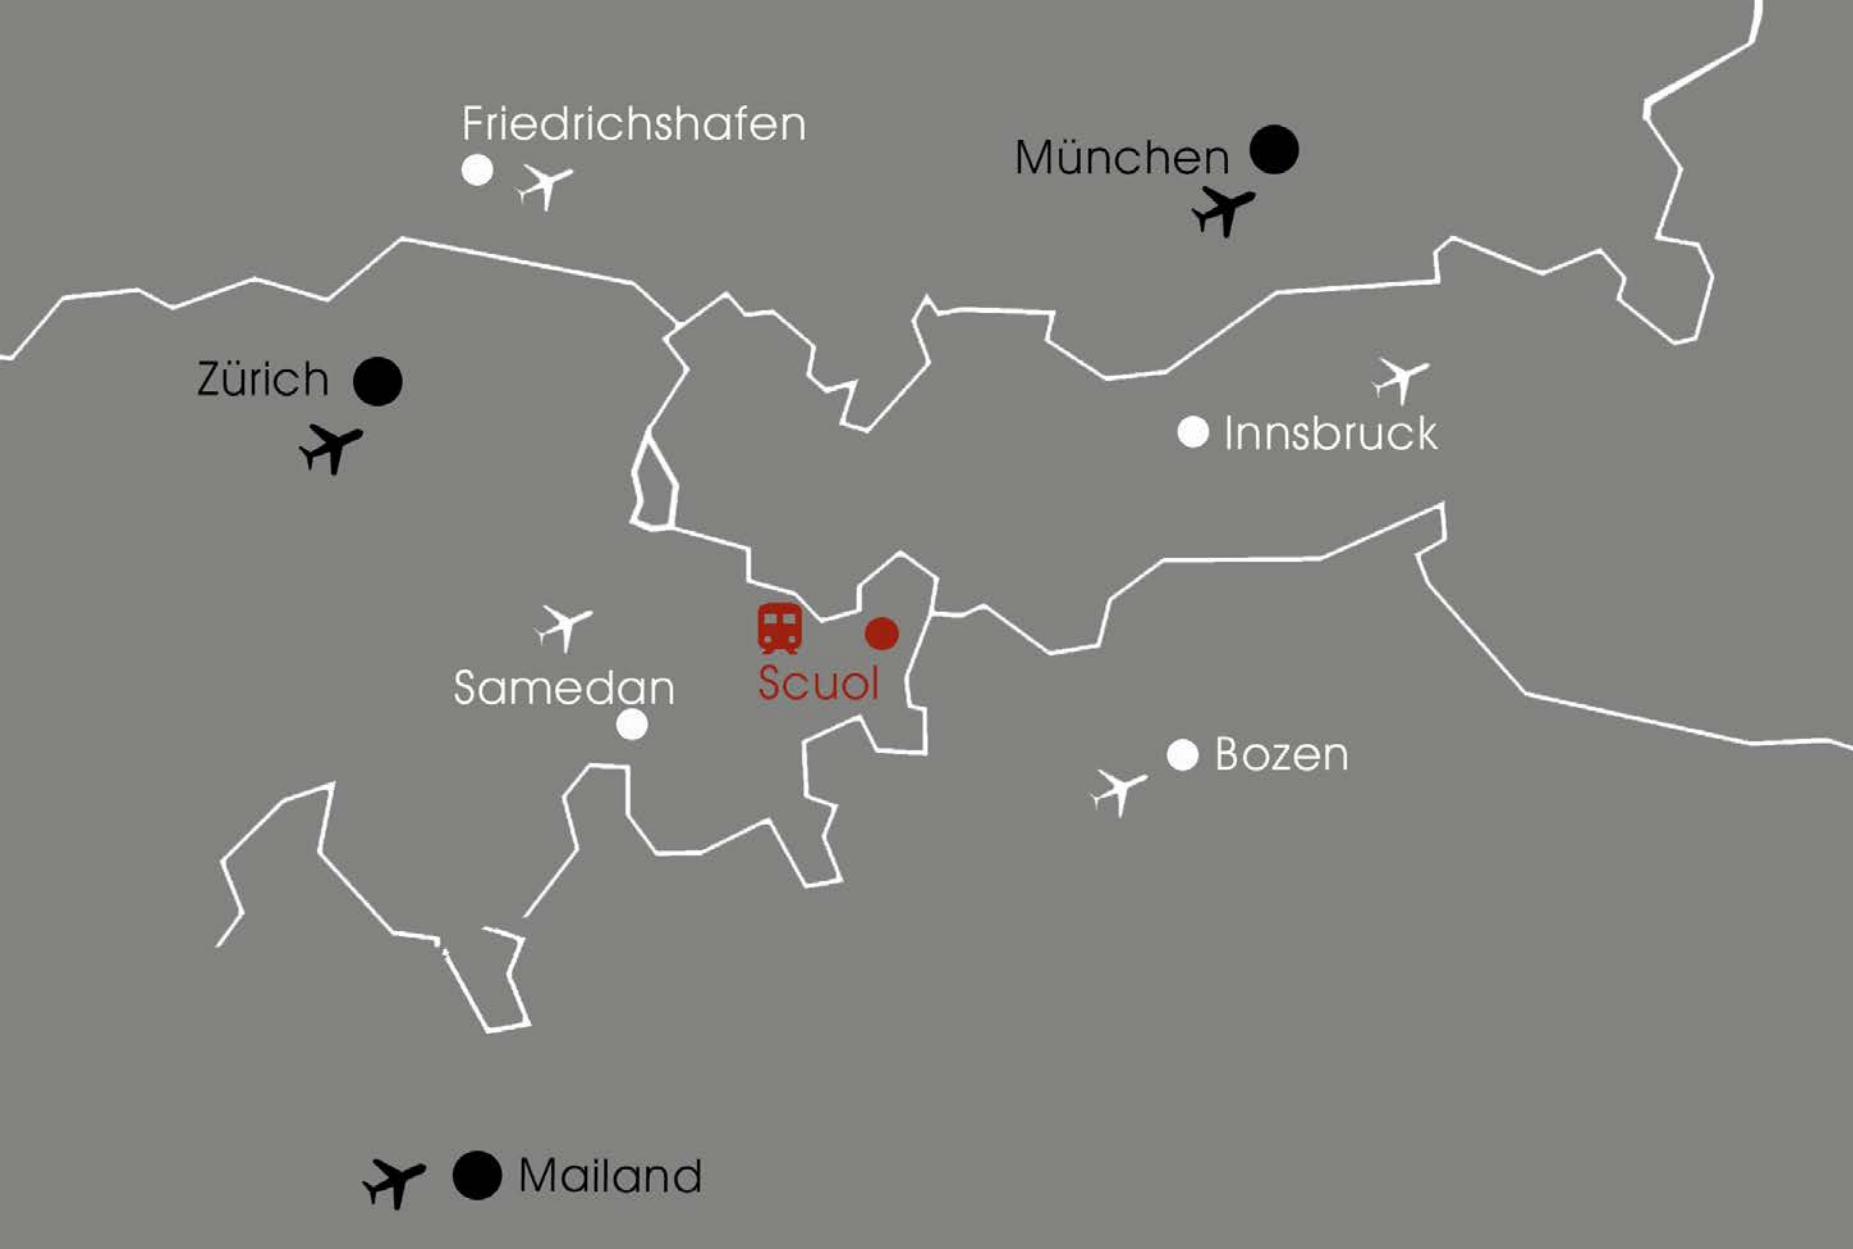 Friedrichshafen
München
Zürich
Innsbruck
Samedan
Scuol
Bozen
Mailand